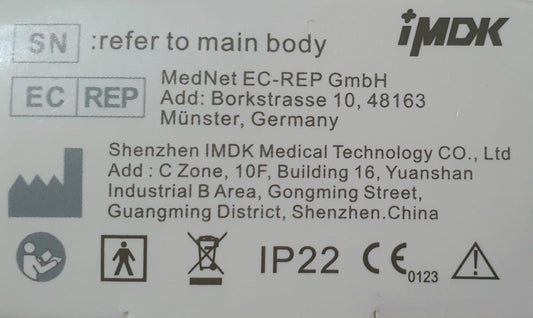 SN :refer to main body
iMDK
EC REP
MedNet EC-REP GmbH
Add: Borkstrasse 10, 48163
Münster, Germany
Shenzhen IMDK Medical Technology CO., Ltd
Add : C Zone, 10F, Building 16, Yuanshan
Industrial B Area, Gongming Street,
Guangming District, Shenzhen.China
IP22 CE 0123